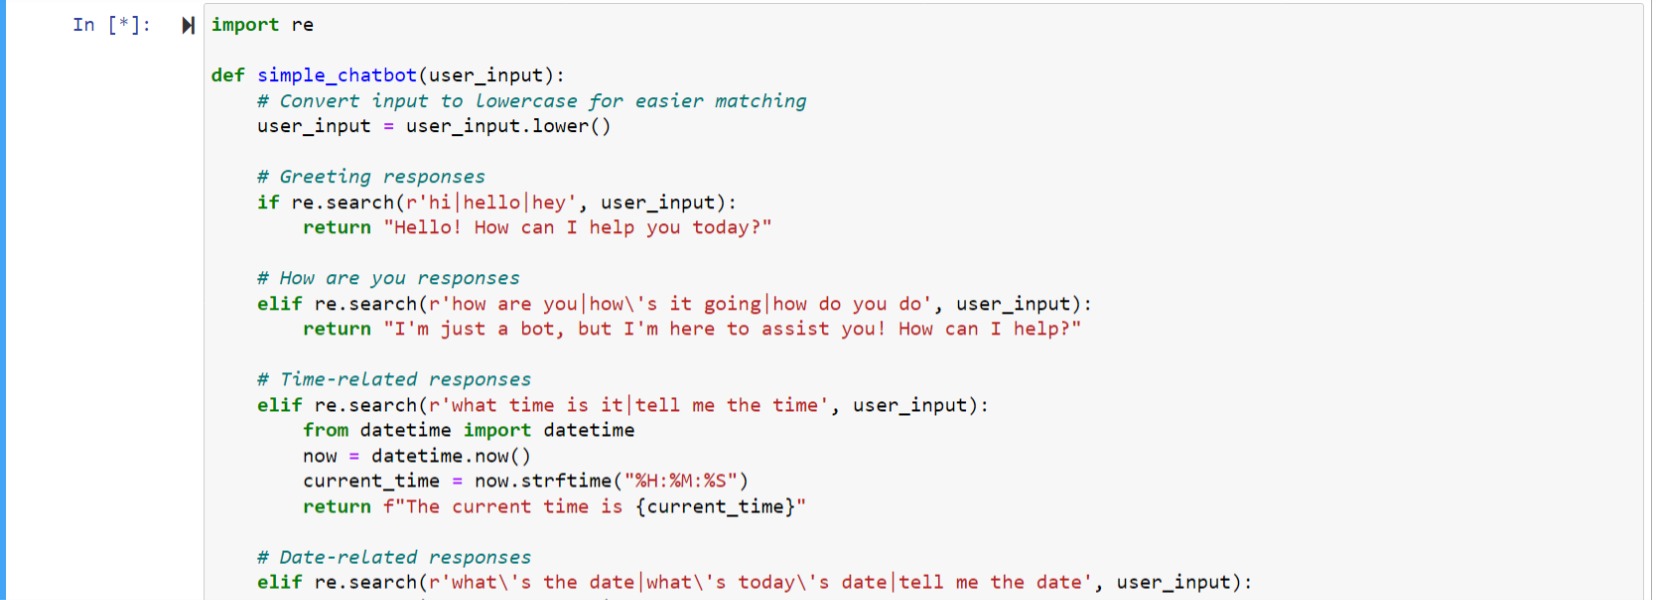 In [*]:
import re
def simple_chatbot(user_input):
# Convert input to lowercase for easier matching
user_input = user_input.lower()
# Greeting responses
if re.search(r'hi|hello|hey', user_input):
return "Hello! How can I help you today?"
# How are you responses
elif re.search(r'how are you|how\'s it going|how do you do', user_input):
return "I'm just a bot, but I'm here to assist you! How can I help?"
# Time-related responses
elif re.search(r'what time is it|tell me the time', user_input):
from datetime import datetime
now = datetime.now()
current_time = now.strftime("%H:%M:%S")
return f"The current time is {current_time}"
# Date-related responses
elif re.search(r'what\'s the date|what\'s today\'s date|tell me the date', user_input):